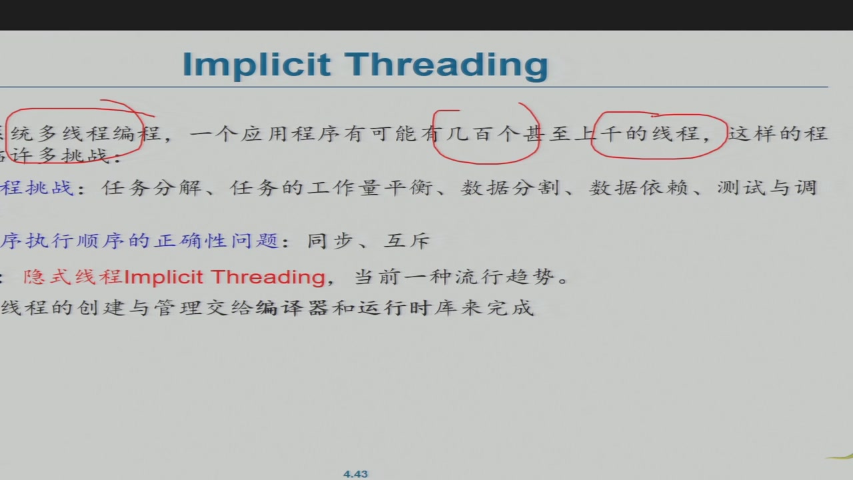 Implicit Threading
统多线程编程，一个应用程序有可能有几百个甚至上千的线程，这样的程
许多挑战：
程挑战：任务分解、任务的工作量平衡、数据分割、数据依赖、测试与调
序执行顺序的正确性问题：同步、互斥
：隐式线程Implicit Threading，当前一种流行趋势。
线程的创建与管理交给编译器和运行时库来完成
4.43